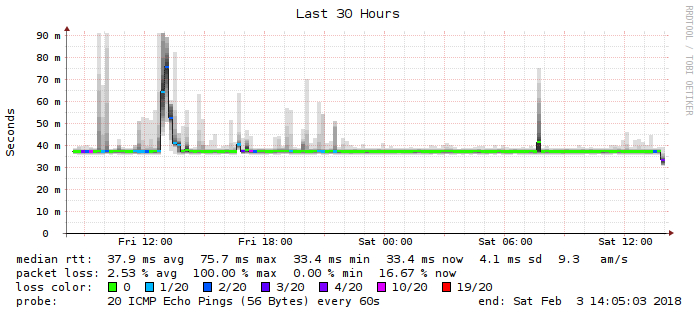 Last 30 Hours
RRDTOOL / TOBI OETIKER
Seconds
90 m
80 m
70 m
60 m
50 m
40 m
30 m
20 m
10 m
0
Fri 12:00 Fri 18:00 Sat 00:00 Sat 06:00 Sat 12:00
median rtt: 37.9 ms avg 75.7 ms max 33.4 ms min 33.4 ms now 4.1 ms sd 9.3 am/s
packet loss: 2.53 % avg 100.00 % max 0.00 % min 16.67 % now
loss color: 0 1/20 2/20 3/20 4/20 10/20 19/20
probe: 20 ICMP Echo Pings (56 Bytes) every 60s end: Sat Feb 3 14:05:03 2018